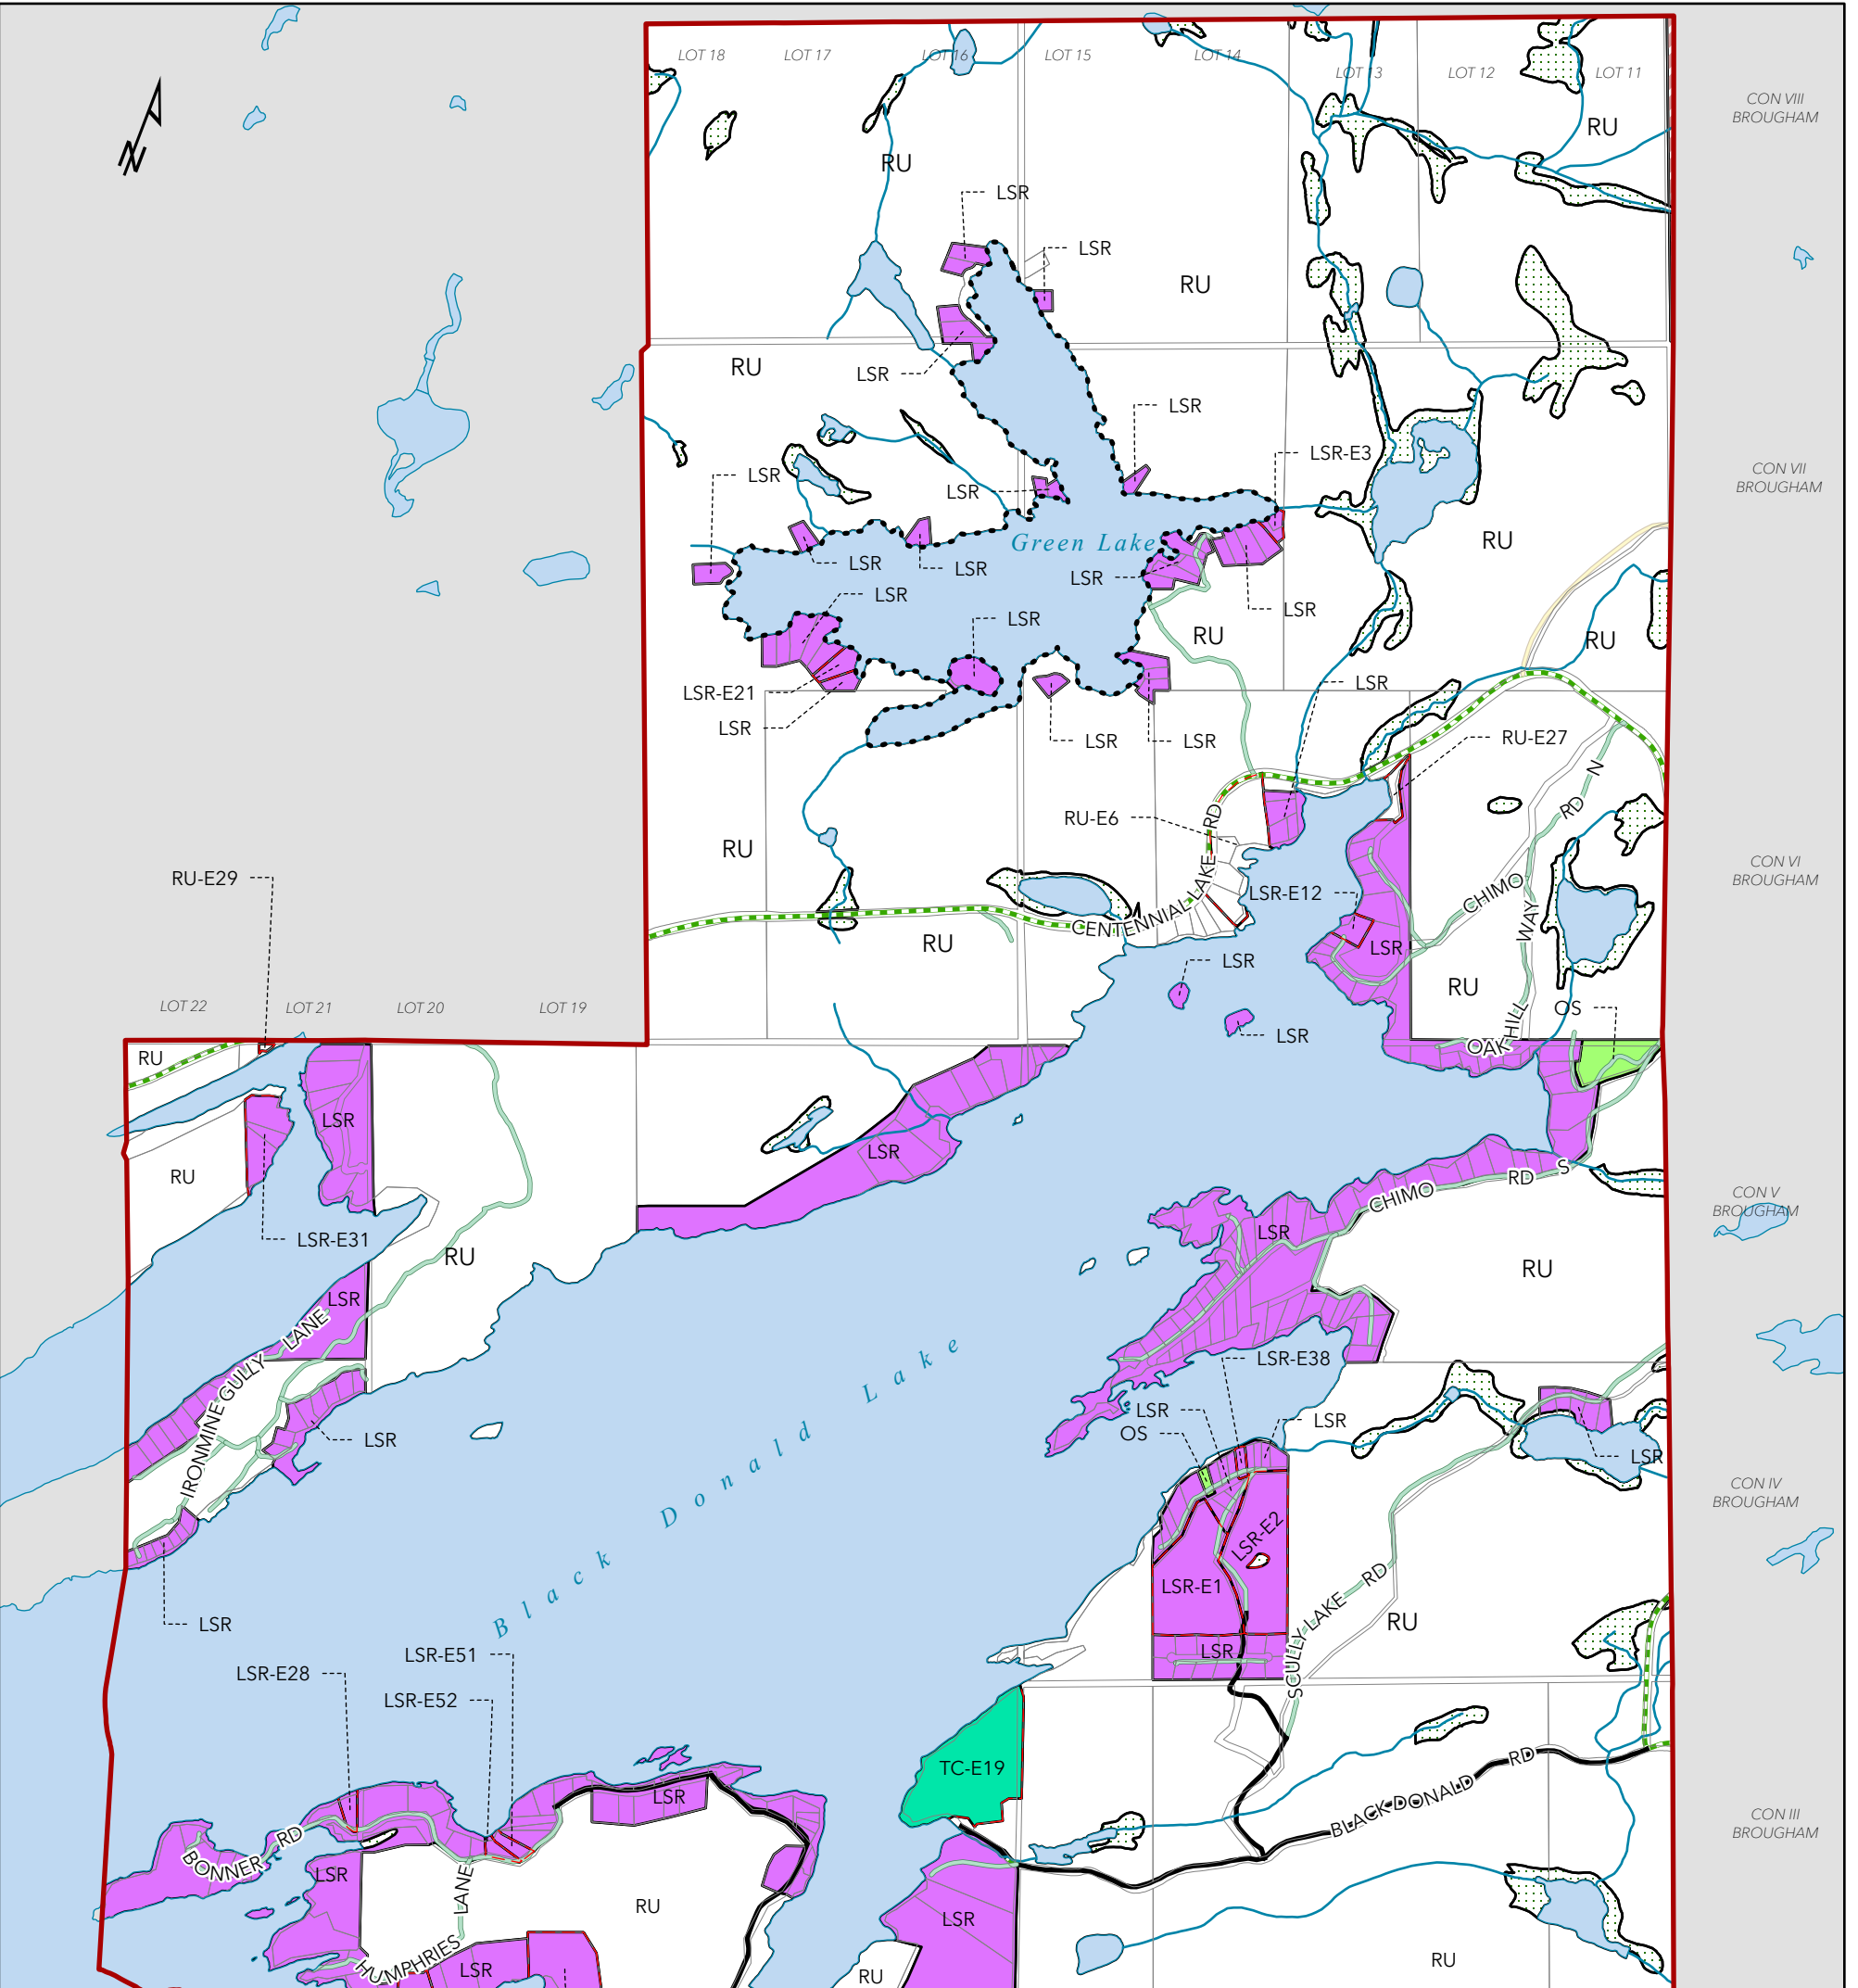 LOT 18
LOT 17
LOT 16
LOT 15
LOT 14
LOT 13
LOT 12
LOT 11
CON VIII
BROUGHAM
N
RU
RU
LSR
LSR
RU
RU
LSR
LSR
LSR-E3
CON VII
BROUGHAM
LSR
LSR
Green Lake
RU
LSR
LSR
LSR
LSR
LSR
LSR
RU
RU
LSR-E21
LSR
LSR
LSR
LSR
RU-E27
RU-E6
RU
CENTENNIAL LAKE RD
CHIMO RD N
CON VI
BROUGHAM
RU-E29
LSR-E12
LSR
RU
OAK HILL WAY
LSR
RU
OS
LSR
LOT 22
LOT 21
LOT 20
LOT 19
RU
LSR
LSR
RU
CHIMO RD S
CON V
BROUGHAM
LSR-E31
RU
LSR
RU
LSR
IRONMINE GULLY LANE
LSR
LSR
Black Donald Lake
LSR-E38
LSR
OS
LSR
LSR
CON IV
BROUGHAM
LSR-E2
LSR-E1
SCULLY LAKE RD
RU
LSR
LSR-E51
LSR-E28
LSR-E52
TC-E19
LSR
BLACK DONALD RD
CON III
BROUGHAM
BONNER RD
LSR
RU
HUMPHRIES LANE
LSR
LSR
RU
RU